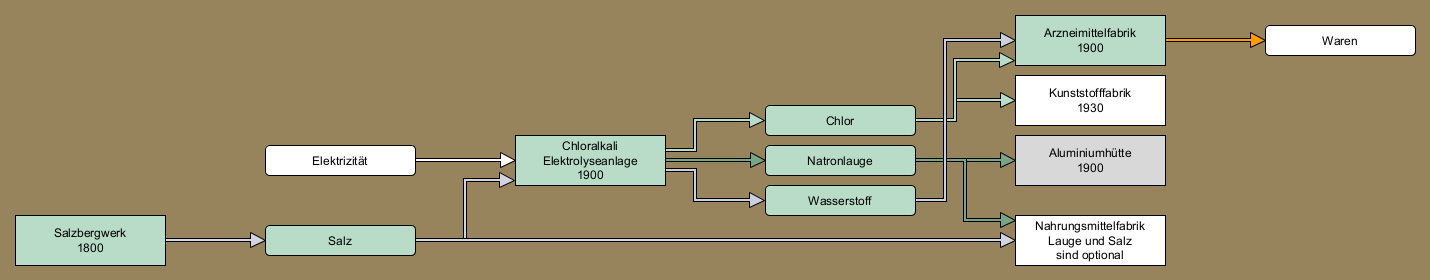 Salzbergwerk
1800
Elektrizität
Salz
Chloralkali
Elektrolyseanlage
1900
Chlor
Natronlauge
Wasserstoff
Arzneimittelfabrik
1900
Kunststofffabrik
1930
Aluminiumhütte
1900
Nahrungsmittelfabrik
Lauge und Salz
sind optional
Waren